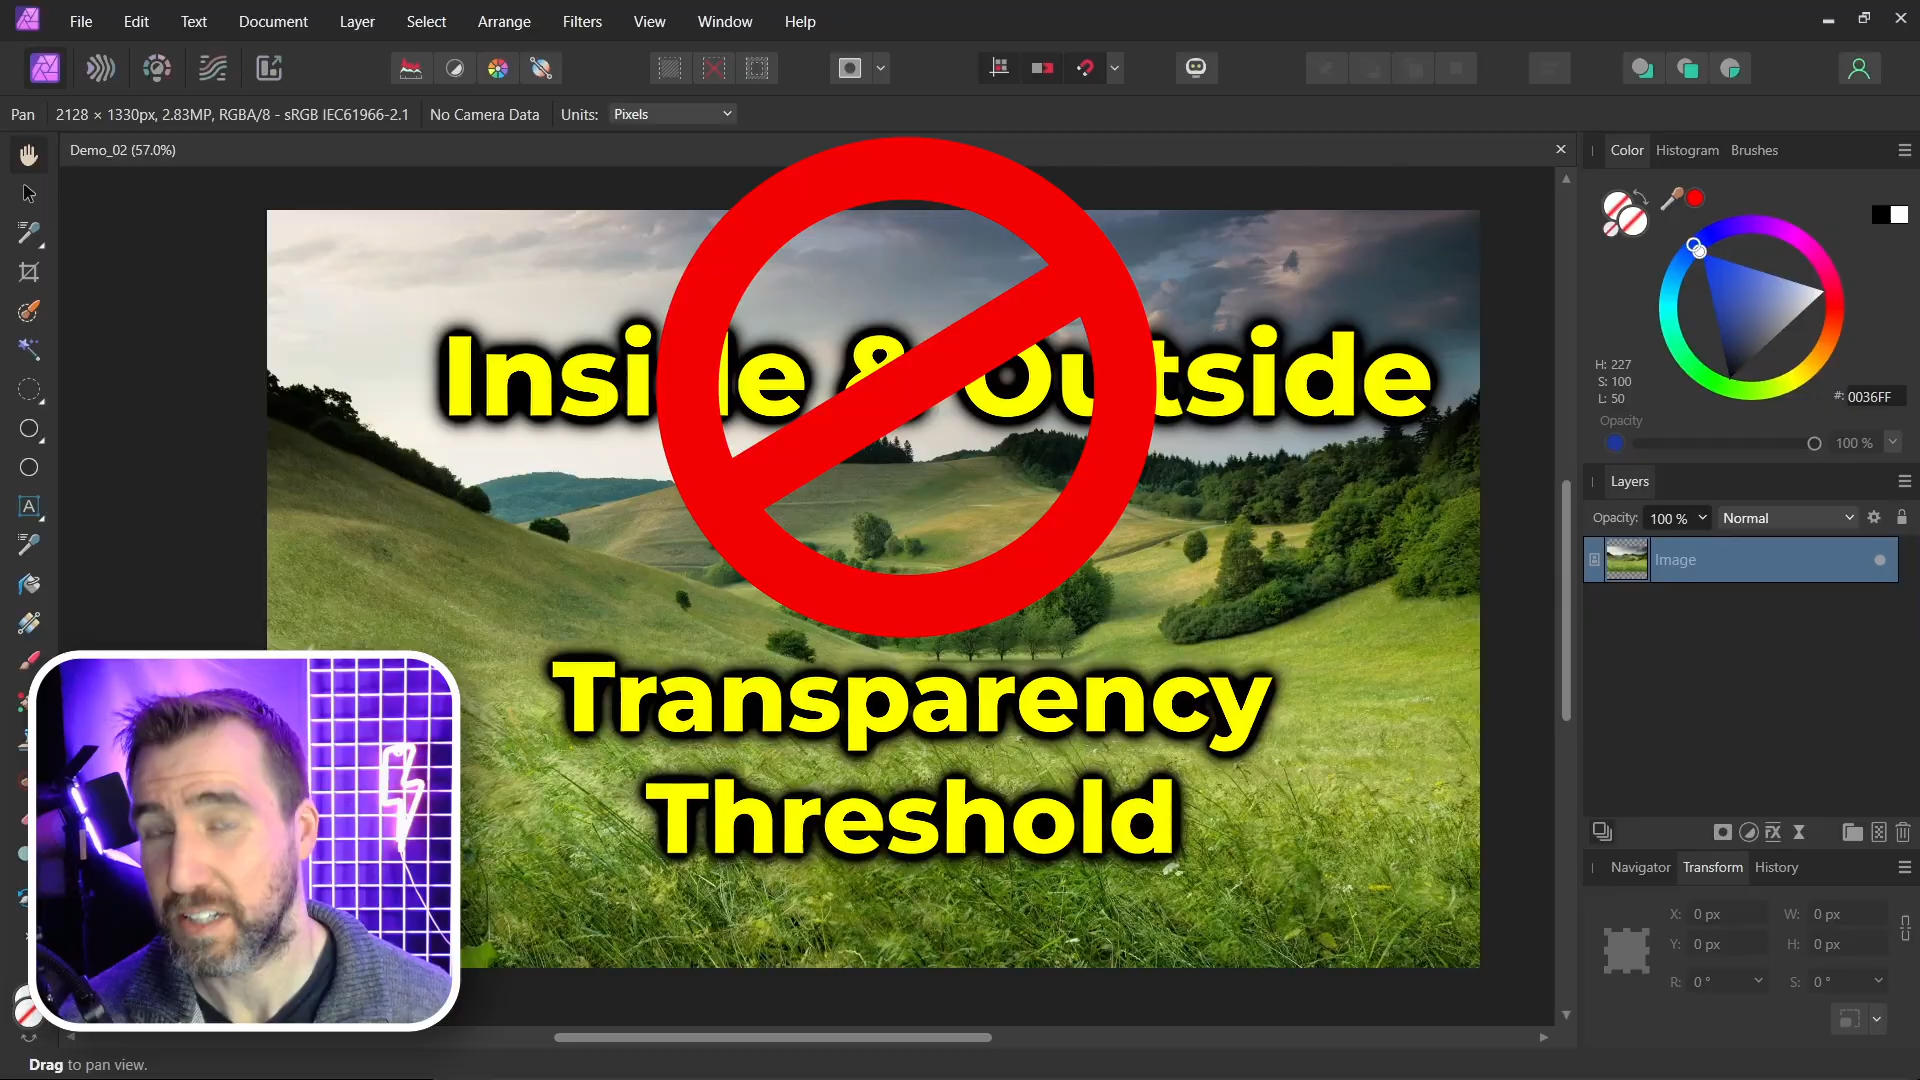 File Edit Text Document Layer Select Arrange Filters View Window Help
Pan 2128 × 1330px, 2.83MP, RGBA/8 - sRGB IEC61966-2.1 No Camera Data Units: Pixels
Demo_02 (57.0%)
Color Histogram Brushes
H: 227
S: 100
L: 50
#: 0036FF
Opacity
100 %
Inside & Outside
Transparency
Threshold
Layers
Opacity: 100 % Normal
Image
Navigator Transform History
X: 0 px W: 0 px
Y: 0 px H: 0 px
R: 0 ° S: 0 °
Drag to pan view.